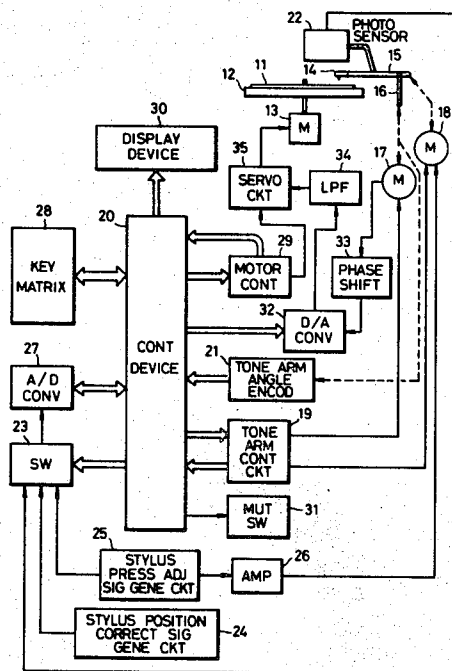 22
PHOTO
SENSOR
15
11
14
12
16
13
M
18
30
17
M
DISPLAY
DEVICE
35
34
M
28
20
SERVO
CKT
LPF
33
KEY
MATRIX
29
MOTOR
CONT
PHASE
SHIFT
32
27
CONT
DEVICE
D/A
CONV
21
A/D
CONV
TONE ARM
ANGLE
ENCOD
23
19
SW
TONE
ARM
CONT
CKT
31
25
MUT
SW
STYLUS
PRESS ADJ
SIG GENE CKT
26
AMP
STYLUS POSITION
CORRECT SIG
GENE CKT
24